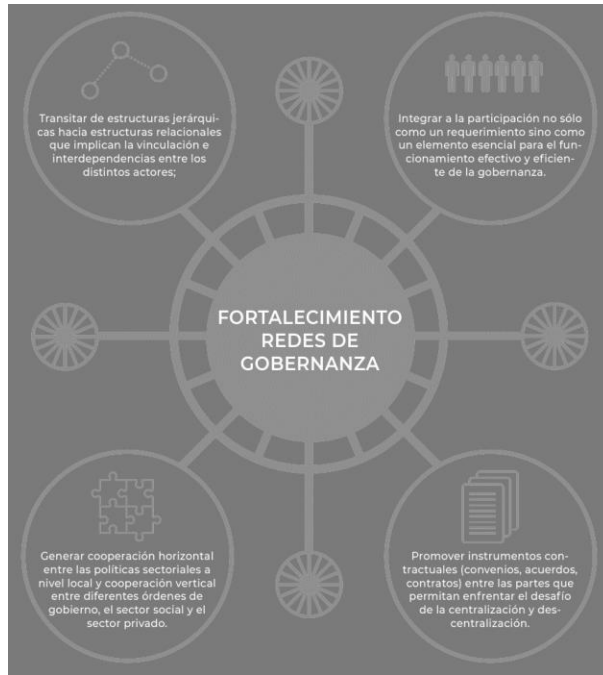 Transitar de estructuras jerárqui-
cas hacia estructuras relacionales
que implican la vinculación e
interdependencias entre los
distintos actores;
Integrar a la participación no sólo
como un requerimiento sino como
un elemento esencial para el fun-
cionamiento efectivo y eficien-
te de la gobernanza.
FORTALECIMIENTO
REDES DE
GOBERNANZA
Generar cooperación horizontal
entre las políticas sectoriales a
nivel local y cooperación vertical
entre diferentes órdenes de
gobierno, el sector social y el
sector privado.
Promover instrumentos con-
tractuales (convenios, acuerdos,
contratos) entre las partes que
permitan enfrentar el desafío
de la centralización y des-
centralización.